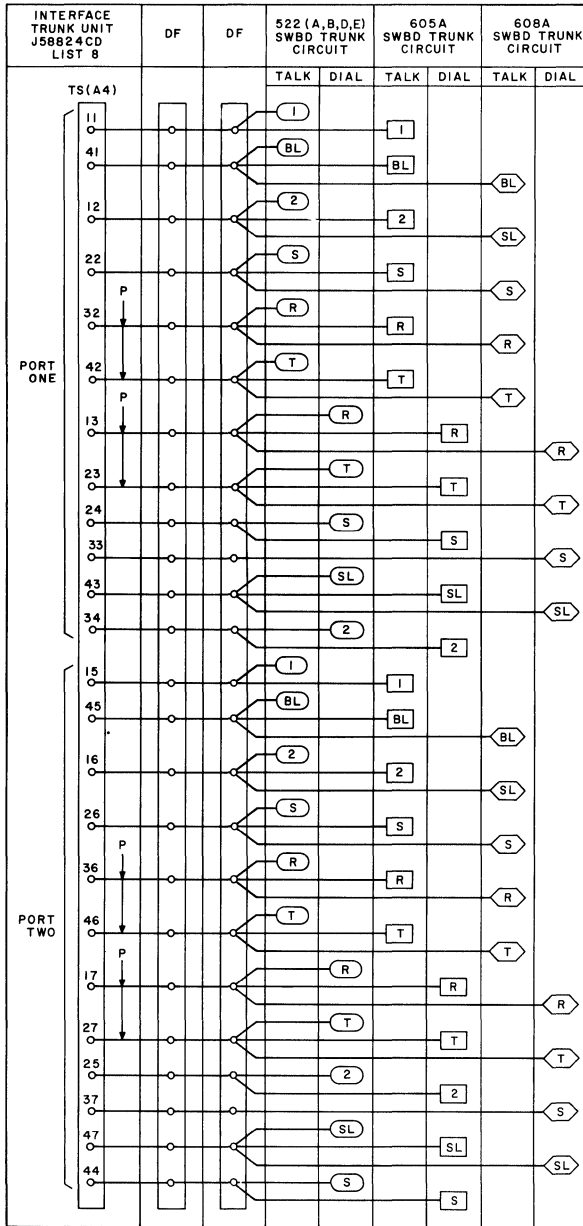 INTERFACE TRUNK UNIT J58824CD LIST 8
DF
DF
522 (A,B,D,E) SWBD TRUNK CIRCUIT
605A SWBD TRUNK CIRCUIT
608A SWBD TRUNK CIRCUIT
TALK DIAL TALK DIAL TALK DIAL
TS(A4)
PORT ONE
11 1 1
41 BL BL BL
12 2 2 SL
22 S S S
P
32 R R R
42 T T T
P
13 R R R
23 T T T
24 S S
33 S
43 SL SL SL
34 2 2
PORT TWO
15 1 1
45 BL BL BL
16 2 2 SL
26 S S S
P
36 R R R
46 T T T
P
17 R R R
27 T T T
25 2 2
37 S
47 SL SL SL
44 S S